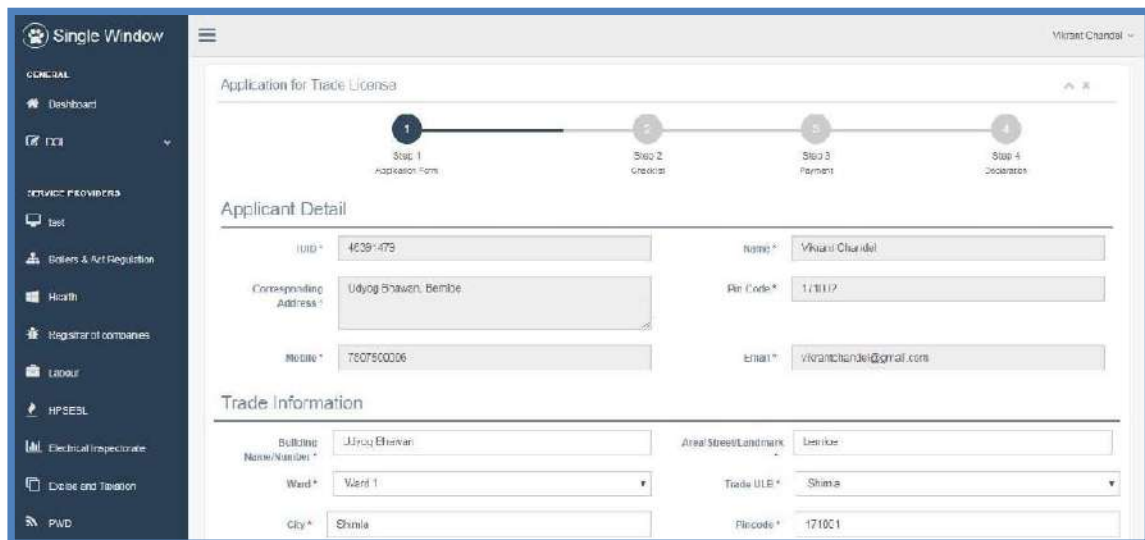 Single Window
Vikrant Chandel
GENERAL
Dashboard
Application for Trade License
1
2
3
4
Step 1
Step 2
Step 3
Step 4
Application Form
Checklist
Payment
Declaration
SERVICE PROVIDERS
test
Boilers & Act Regulation
Health
Registrar of companies
Labour
HPSEBL
Electrical Inspectorate
Excise and Taxation
PWD
Applicant Detail
IUID * 46391479
Name * Vikrant Chandel
Corresponding Address * Udyog Bhawan, Bemloe
Pin Code *
Mobile *
Email * vikrantchandel@gmail.com
Trade Information
Building Name/Number * Udyog Bhawan
Area/Street/Landmark * bemloe
Ward * Ward 1
Trade ULB * Shimla
City * Shimla
Pincode * 171001